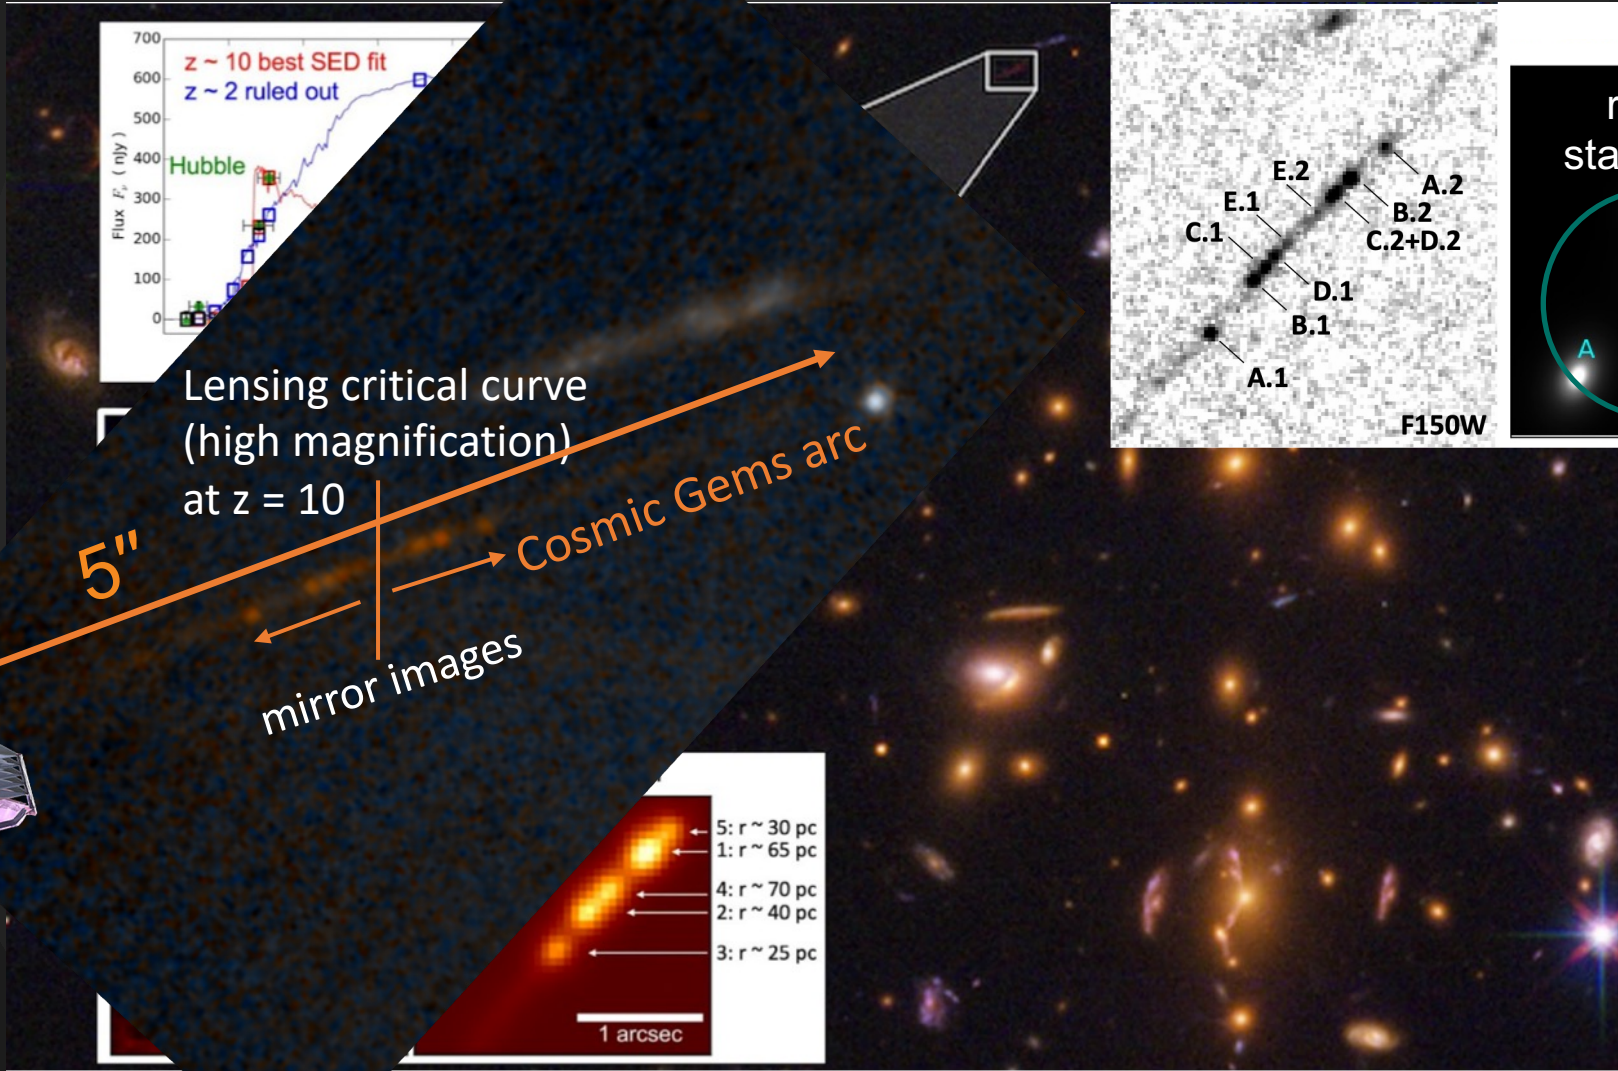 700
600
500
400
300
200
100
0
Flux Fᵥ ( nJy )
z ~ 10 best SED fit
z ~ 2 ruled out
Hubble
Lensing critical curve
(high magnification)
at z = 10
5"
Cosmic Gems arc
mirror images
E.2
A.2
E.1
B.2
C.1
C.2+D.2
D.1
B.1
A.1
F150W
r
sta
A
5: r ~ 30 pc
1: r ~ 65 pc
4: r ~ 70 pc
2: r ~ 40 pc
3: r ~ 25 pc
1 arcsec